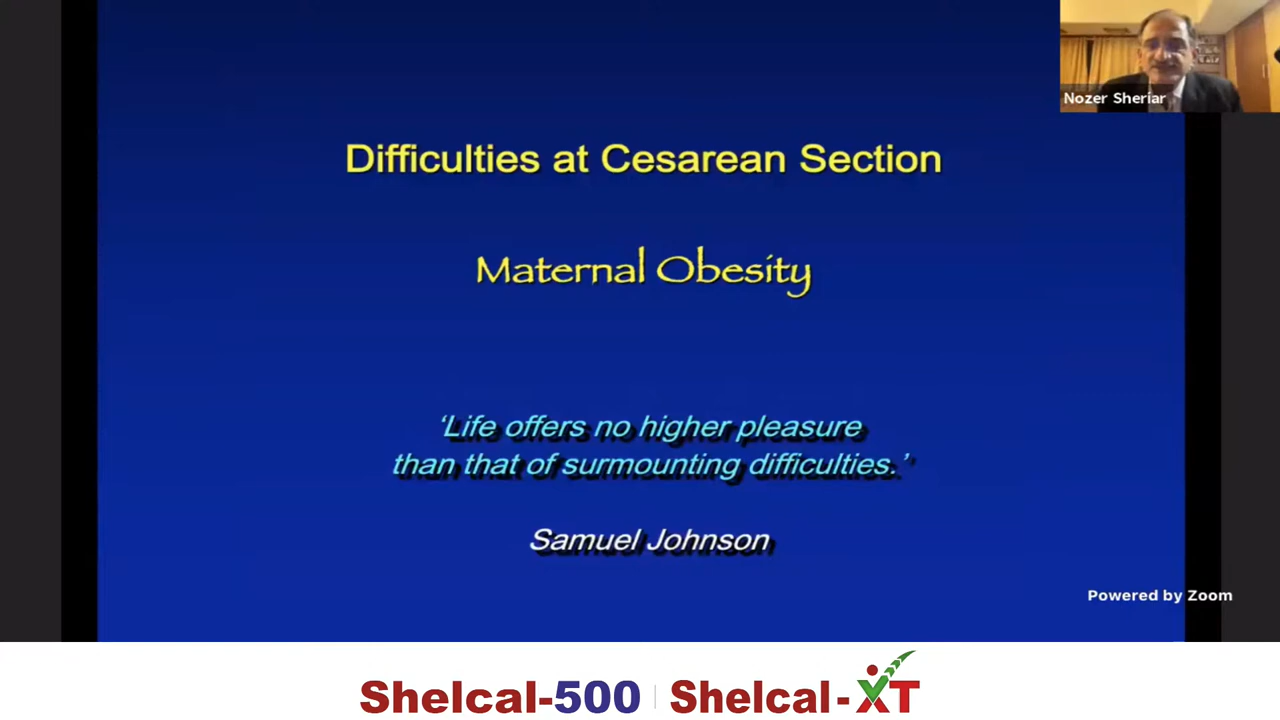 Nozer Sheriar
Difficulties at Cesarean Section
Maternal Obesity
‘Life offers no higher pleasure
than that of surmounting difficulties.’
Samuel Johnson
Powered by Zoom
Shelcal-500 | Shelcal-XT